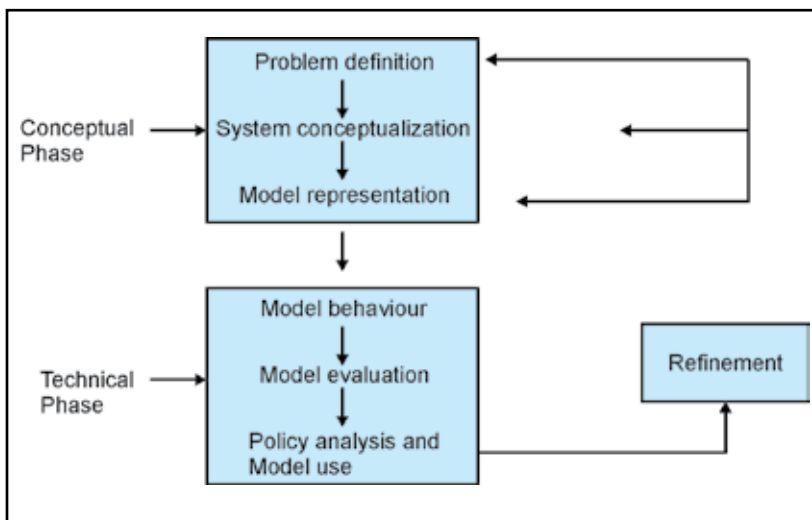 Problem definition
Conceptual
Phase
System conceptualization
Model representation
Model behaviour
Technical
Phase
Model evaluation
Policy analysis and
Model use
Refinement